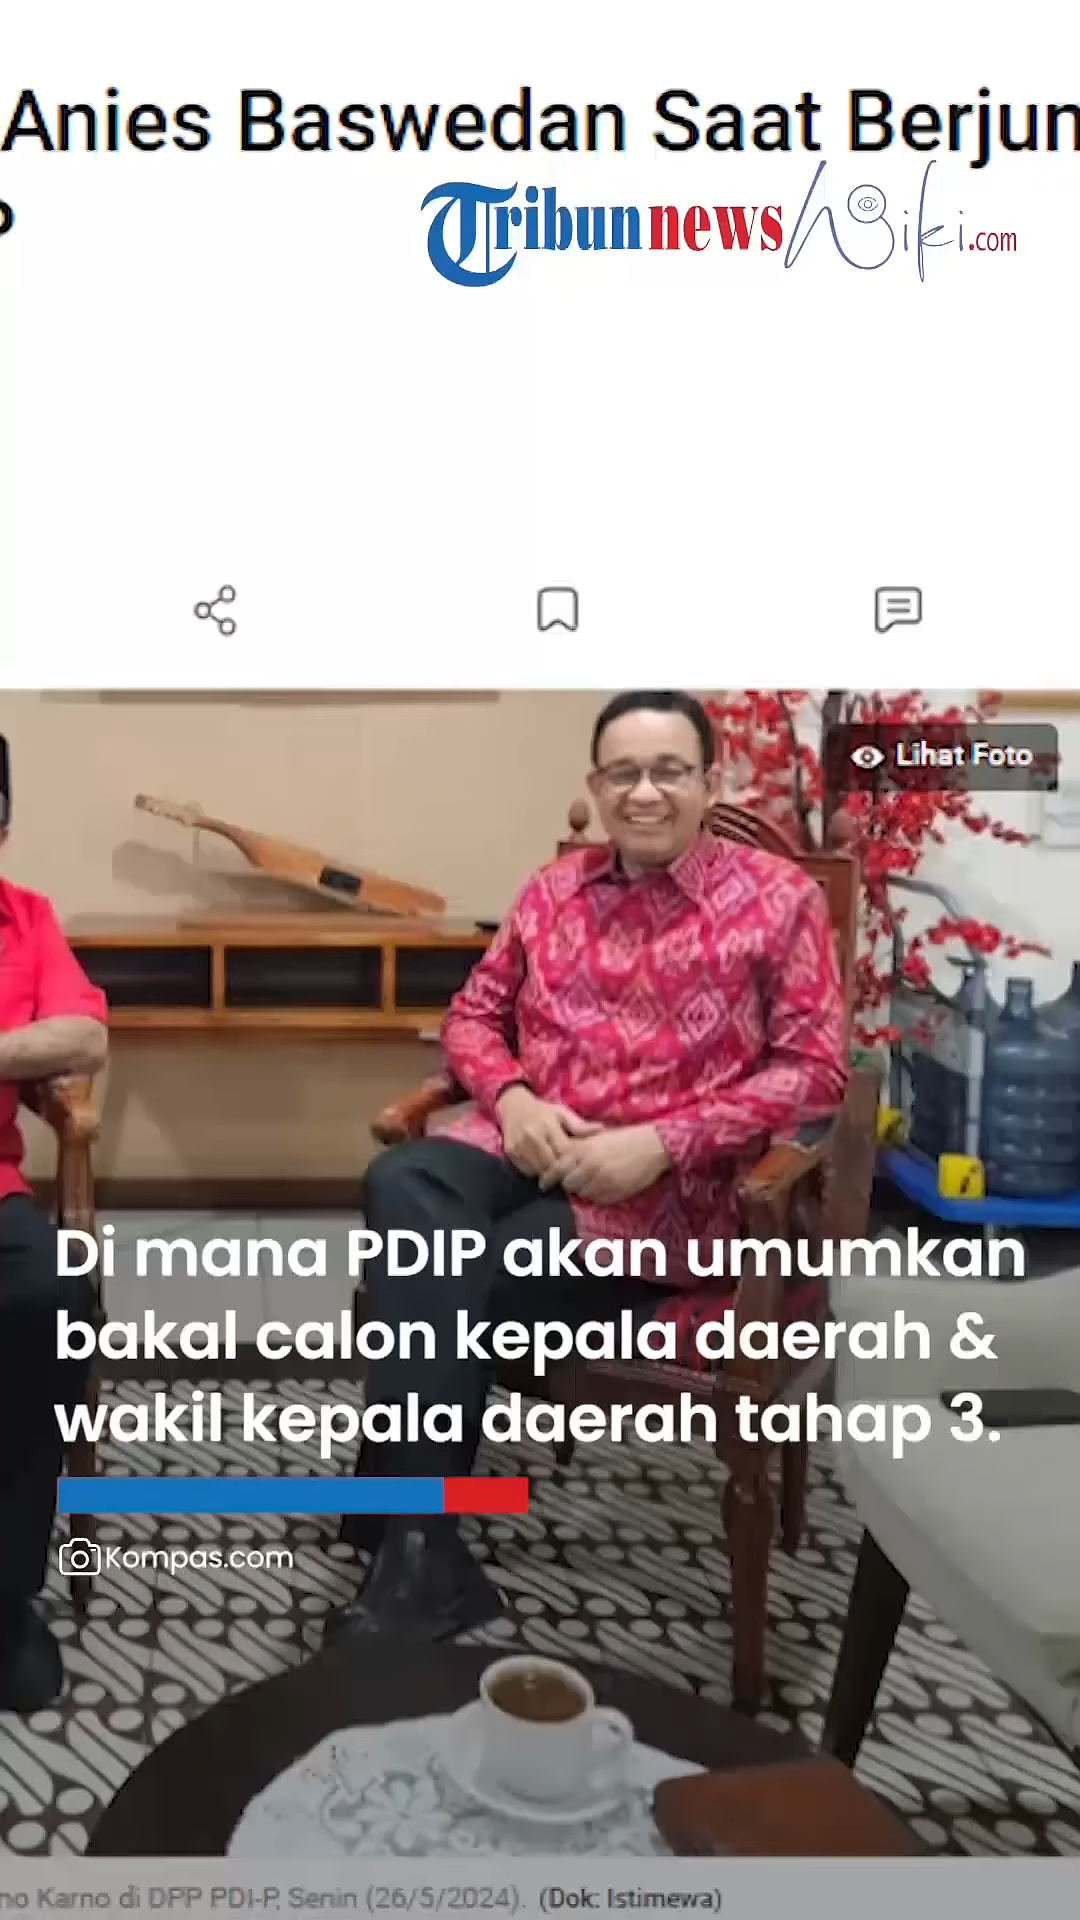 Anies Baswedan Saat Berjun
TribunnewsWiki.com
Lihat Foto
Di mana PDIP akan umumkan
bakal calon kepala daerah &
wakil kepala daerah tahap 3.
Kompas.com
no Karno di DPP PDI-P, Senin (26/5/2024). (Dok. Istimewa)